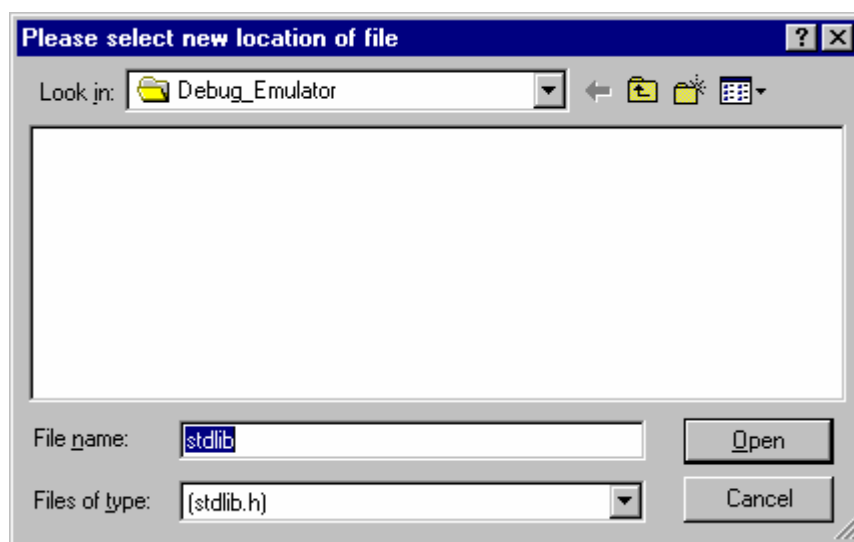 Please select new location of file
Look in: Debug_Emulator
File name: stdlib Open
Files of type: (stdlib.h) Cancel